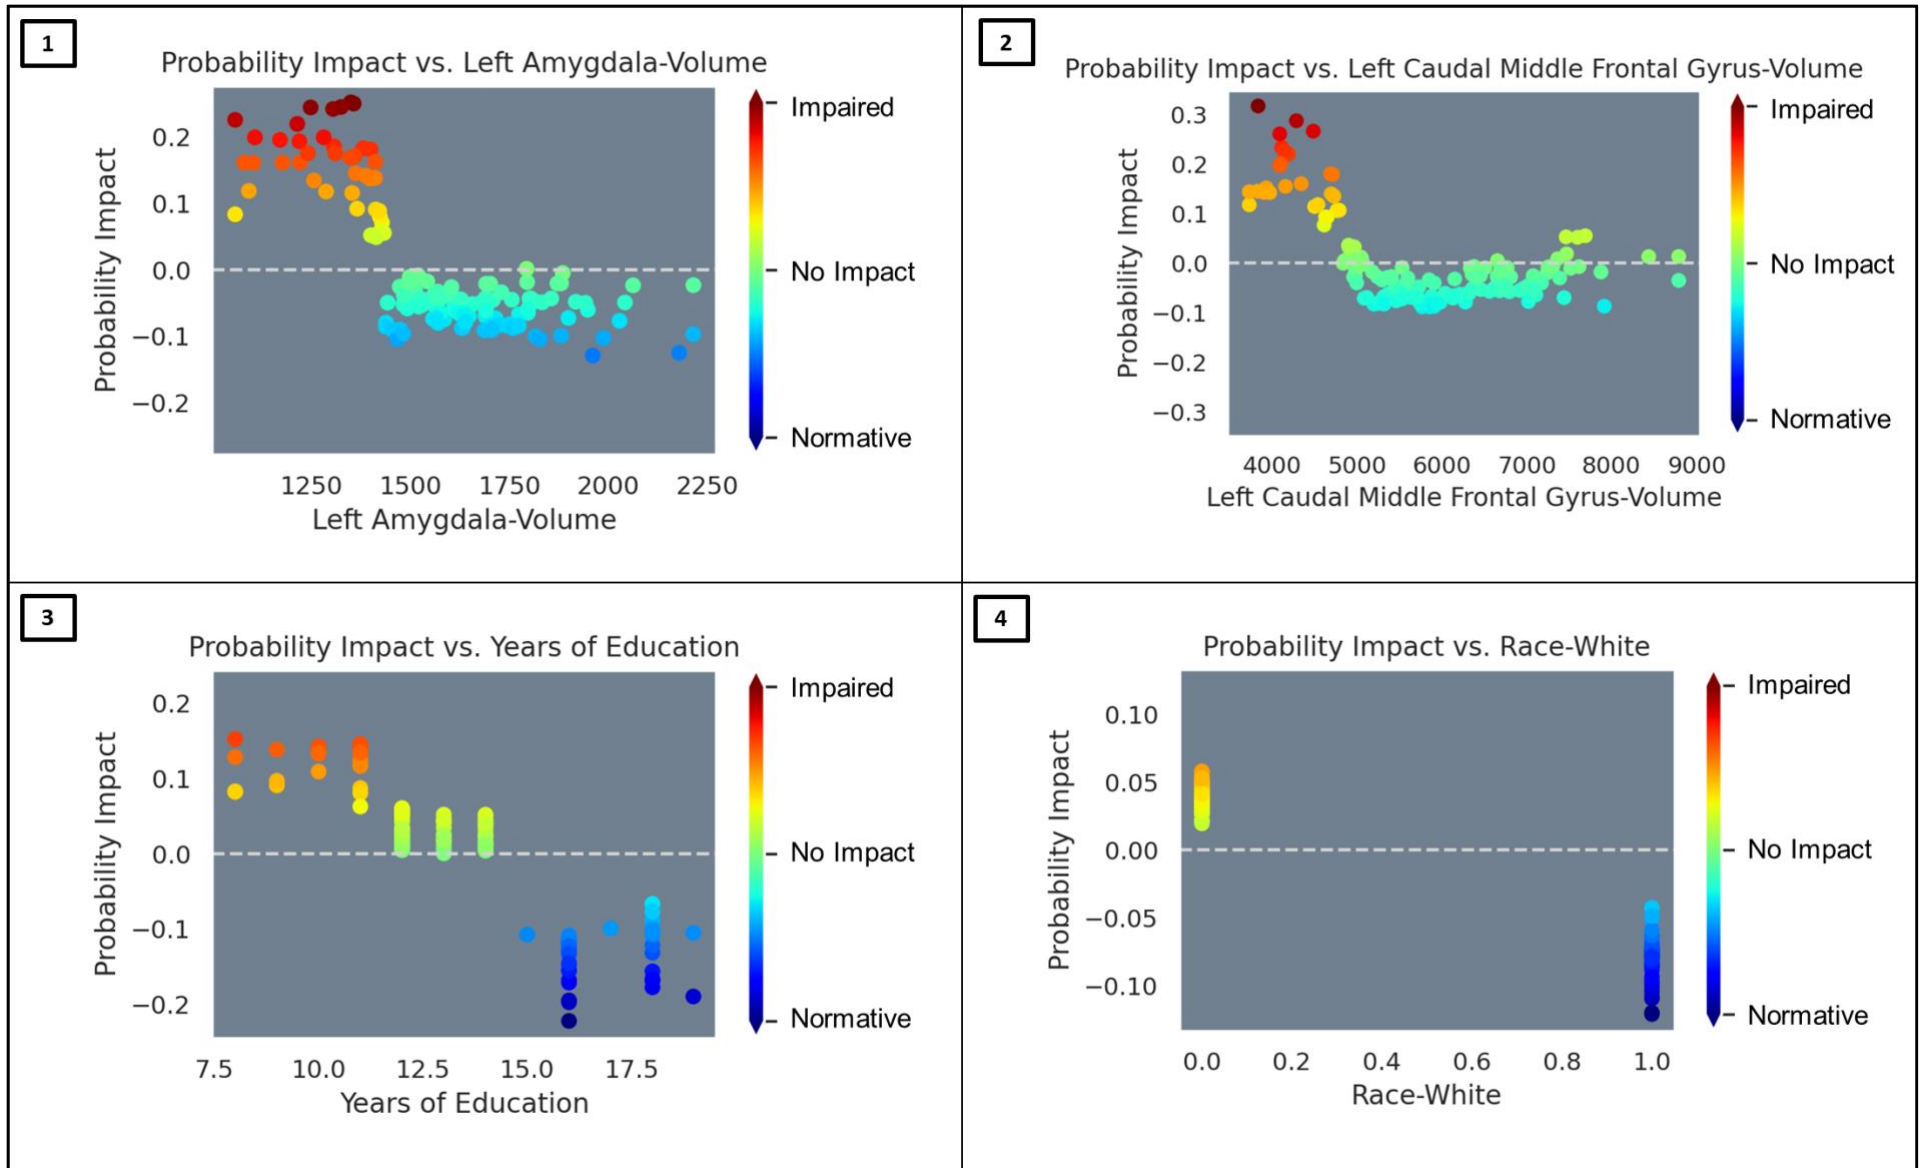 1
Probability Impact vs. Left Amygdala-Volume
Probability Impact
0.2
0.1
0.0
−0.1
−0.2
1250 1500 1750 2000 2250
Left Amygdala-Volume
Impaired
No Impact
Normative
2
Probability Impact vs. Left Caudal Middle Frontal Gyrus-Volume
Probability Impact
0.3
0.2
0.1
0.0
−0.1
−0.2
−0.3
4000 5000 6000 7000 8000 9000
Left Caudal Middle Frontal Gyrus-Volume
Impaired
No Impact
Normative
3
Probability Impact vs. Years of Education
Probability Impact
0.2
0.1
0.0
−0.1
−0.2
7.5 10.0 12.5 15.0 17.5
Years of Education
Impaired
No Impact
Normative
4
Probability Impact vs. Race-White
Probability Impact
0.10
0.05
0.00
−0.05
−0.10
0.0 0.2 0.4 0.6 0.8 1.0
Race-White
Impaired
No Impact
Normative